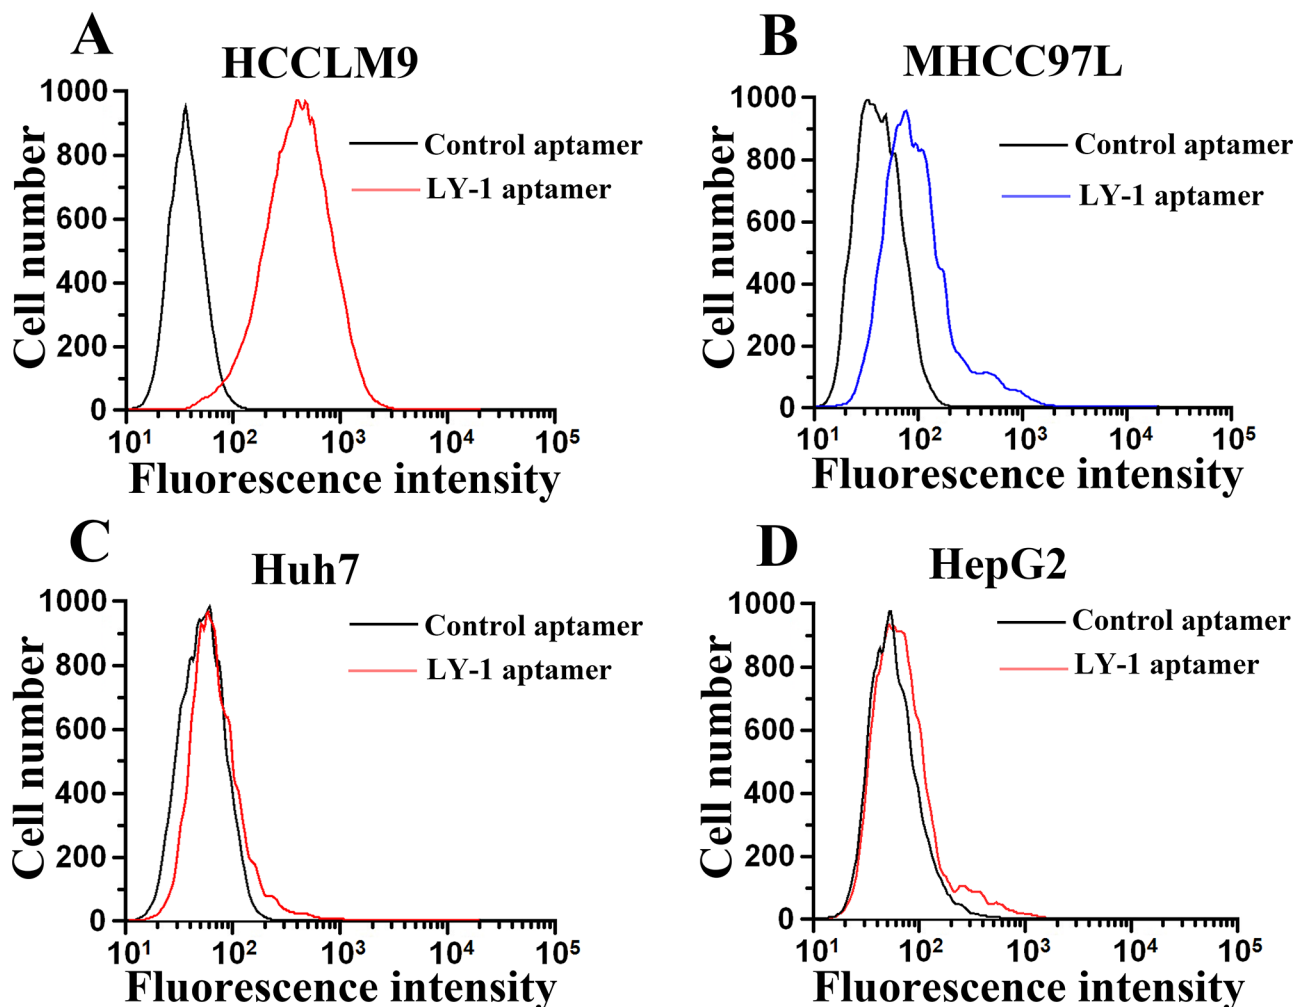 A
HCCLM9
Cell number
1000
800
600
400
200
0
Control aptamer
LY-1 aptamer
10¹ 10² 10³ 10⁴ 10⁵
Fluorescence intensity
B
MHCC97L
Cell number
1000
800
600
400
200
0
Control aptamer
LY-1 aptamer
10¹ 10² 10³ 10⁴ 10⁵
Fluorescence intensity
C
Huh7
Cell number
1000
800
600
400
200
0
Control aptamer
LY-1 aptamer
10¹ 10² 10³ 10⁴ 10⁵
Fluorescence intensity
D
HepG2
Cell number
1000
800
600
400
200
0
Control aptamer
LY-1 aptamer
10¹ 10² 10³ 10⁴ 10⁵
Fluorescence intensity